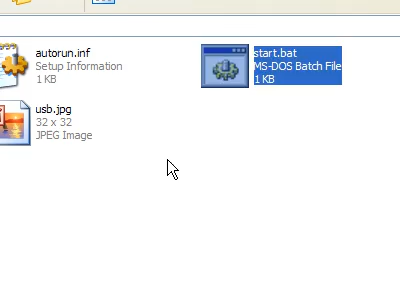 autorun.inf
Setup Information
1 KB
start.bat
MS-DOS Batch File
1 KB
usb.jpg
32 x 32
JPEG Image